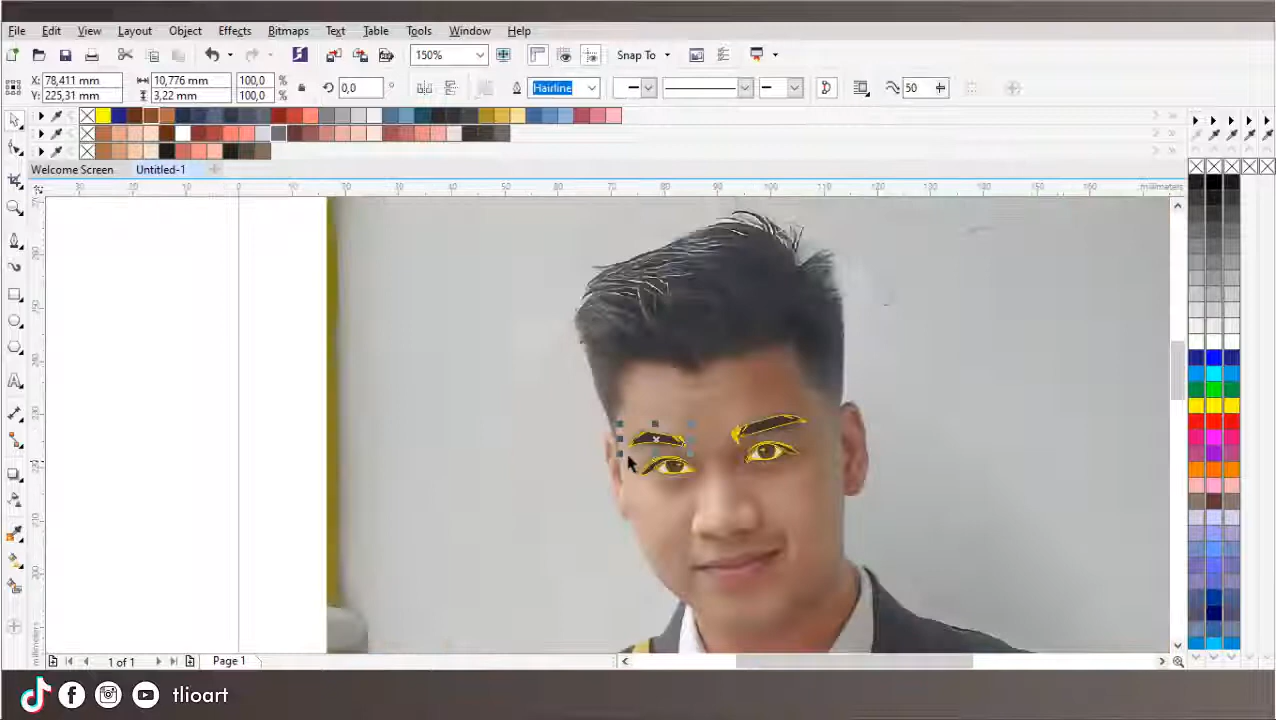 File Edit View Layout Object Effects Bitmaps Text Table Tools Window Help
150% Snap To
X: 78,411 mm 10,776 mm 100,0 % 0,0 ° Hairline 50
Y: 225,31 mm 3,22 mm 100,0 %
Welcome Screen Untitled-1
0 100 millimeters
1 of 1 Page 1
tlioart